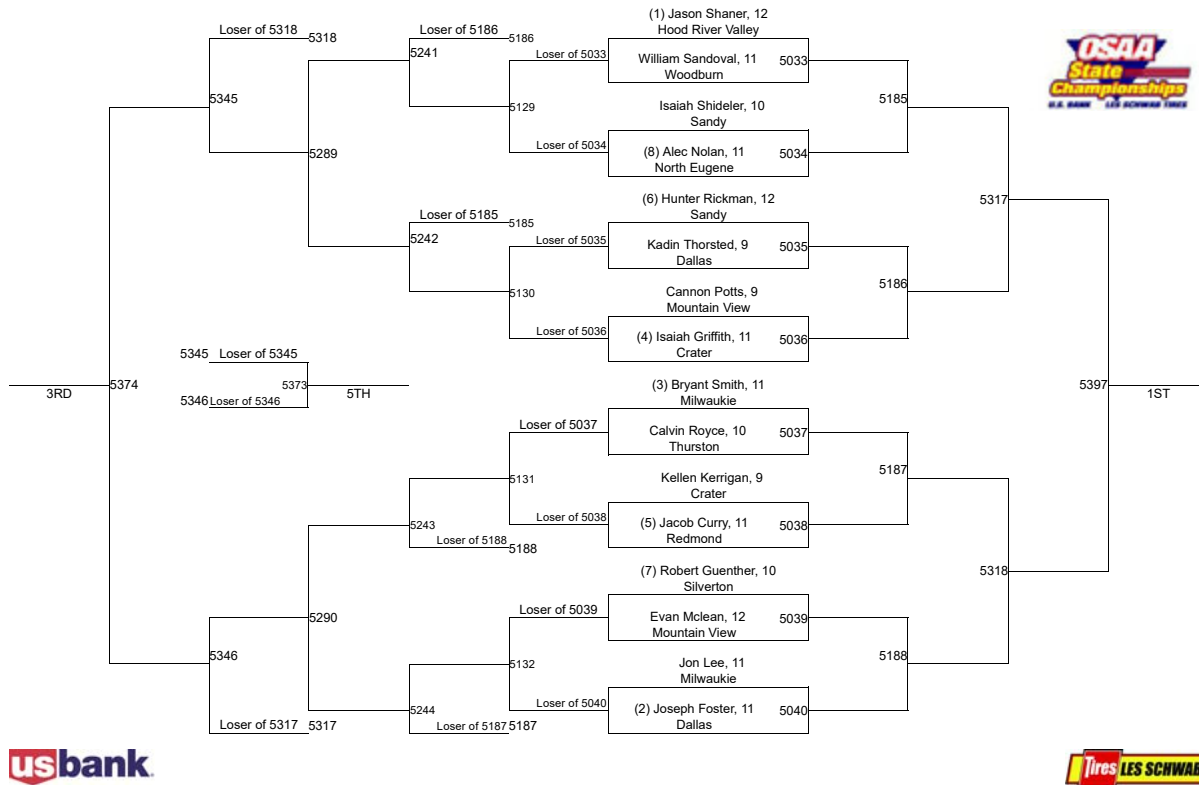 (1) Jason Shaner, 12
Hood River Valley
Loser of 5318
5318
Loser of 5186
5186
OSAA
State
Championships
U.S. BANK LES SCHWAB TIRES
5241
Loser of 5033
William Sandoval, 11
5033
Woodburn
5345
5129
Isaiah Shideler, 10
Sandy
5185
5289
Loser of 5034
(8) Alec Nolan, 11
5034
North Eugene
(6) Hunter Rickman, 12
Sandy
5317
Loser of 5185
5185
5242
Loser of 5035
Kadin Thorsted, 9
5035
Dallas
5130
Cannon Potts, 9
Mountain View
5186
Loser of 5036
(4) Isaiah Griffith, 11
5036
Crater
5345
Loser of 5345
3RD
5374
5373
5TH
(3) Bryant Smith, 11
Milwaukie
5397
1ST
5346
Loser of 5346
Loser of 5037
Calvin Royce, 10
5037
Thurston
5131
Kellen Kerrigan, 9
Crater
5187
5243
Loser of 5038
(5) Jacob Curry, 11
5038
Redmond
Loser of 5188
5188
(7) Robert Guenther, 10
Silverton
5318
5290
Loser of 5039
Evan Mclean, 12
5039
Mountain View
5346
5132
Jon Lee, 11
Milwaukie
5188
5244
Loser of 5040
(2) Joseph Foster, 11
5040
Dallas
Loser of 5317
5317
Loser of 5187
5187
usbank.
Tires LES SCHWAB